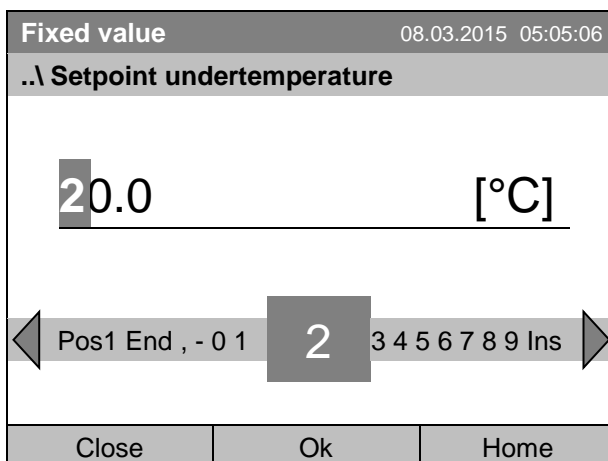 Fixed value 08.03.2015 05:05:06
..\ Setpoint undertemperature
20.0 [°C]
Pos1 End , - 0 1 2 3 4 5 6 7 8 9 Ins
Close Ok Home